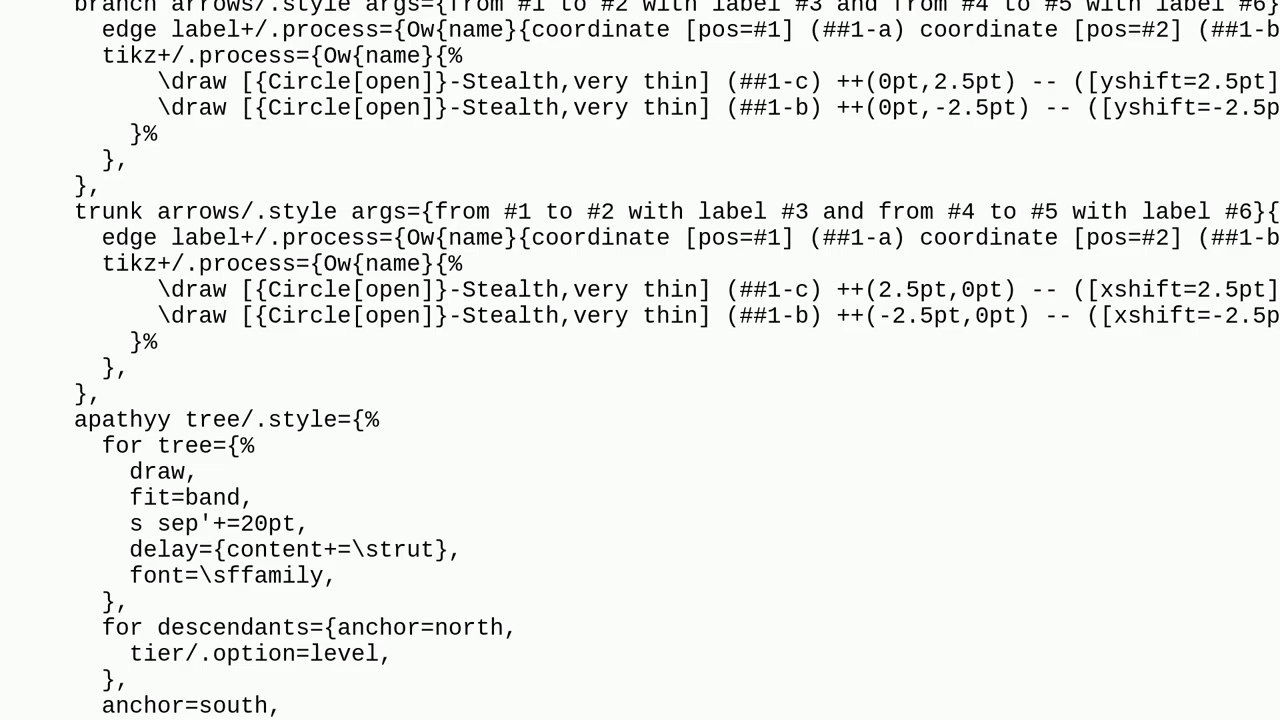 branch arrows/.style args={from #1 to #2 with label #3 and from #4 to #5 with label #6}
edge label+/.process={Ow{name}{coordinate [pos=#1] (##1-a) coordinate [pos=#2] (##1-b
tikz+/.process={Ow{name}{%
\draw [{Circle[open]}-Stealth,very thin] (##1-c) ++(0pt,2.5pt) -- ([yshift=2.5pt]
\draw [{Circle[open]}-Stealth,very thin] (##1-b) ++(0pt,-2.5pt) -- ([yshift=-2.5p
}%
},
},
trunk arrows/.style args={from #1 to #2 with label #3 and from #4 to #5 with label #6}{
edge label+/.process={Ow{name}{coordinate [pos=#1] (##1-a) coordinate [pos=#2] (##1-b
tikz+/.process={Ow{name}{%
\draw [{Circle[open]}-Stealth,very thin] (##1-c) ++(2.5pt,0pt) -- ([xshift=2.5pt]
\draw [{Circle[open]}-Stealth,very thin] (##1-b) ++(-2.5pt,0pt) -- ([xshift=-2.5p
}%
},
},
apathyy tree/.style={%
for tree={%
draw,
fit=band,
s sep'+=20pt,
delay={content+=\strut},
font=\sffamily,
},
for descendants={anchor=north,
tier/.option=level,
},
anchor=south,